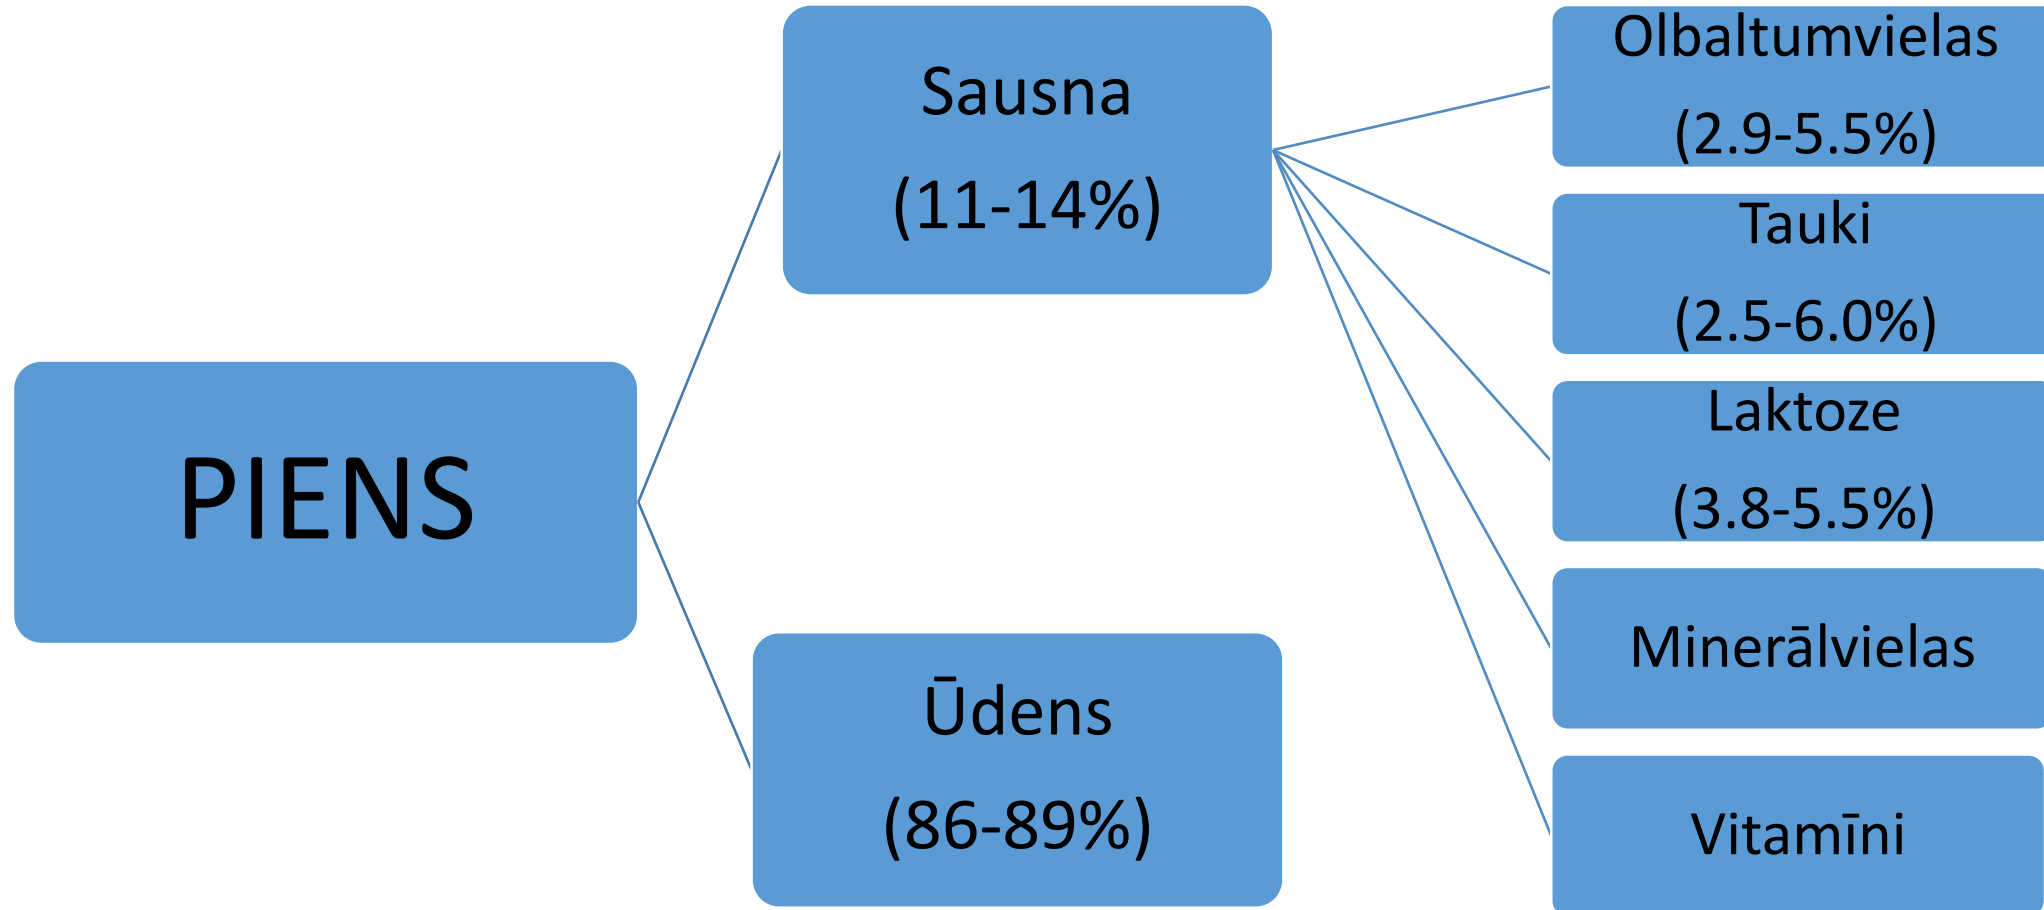 PIENS
Sausna
(11-14%)
Ūdens
(86-89%)
Olbaltumvielas
(2.9-5.5%)
Tauki
(2.5-6.0%)
Laktoze
(3.8-5.5%)
Minerālvielas
Vitamīni